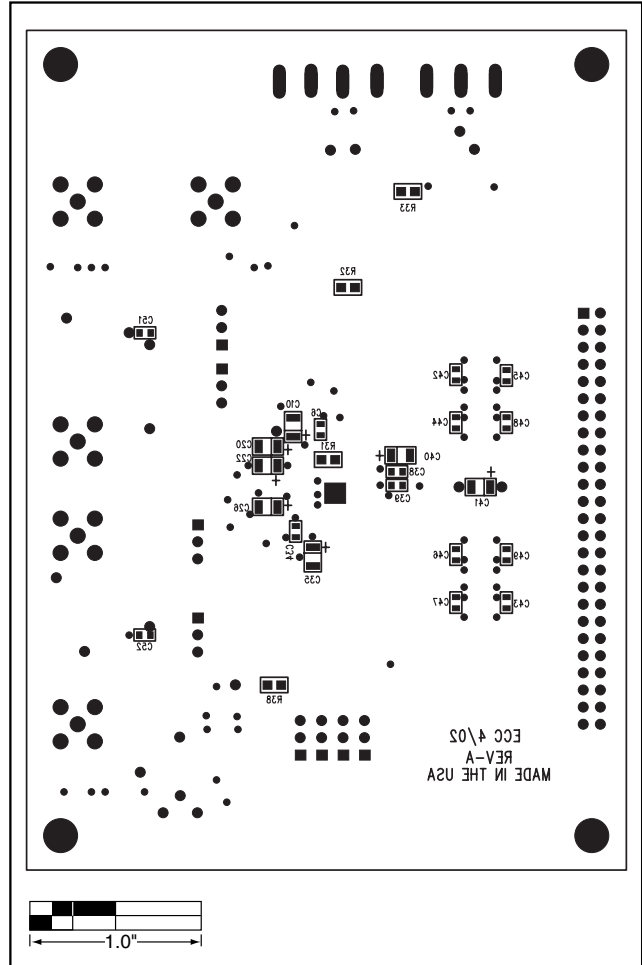 R33
R32
C51
C42
C45
C10
C6
C44
C48
C20
R31
C22
C40
C38
C39
C41
C26
C34
C46
C49
C35
C47
C43
C52
R38
ECC 4/02
REV-A
MADE IN THE USA
1.0"